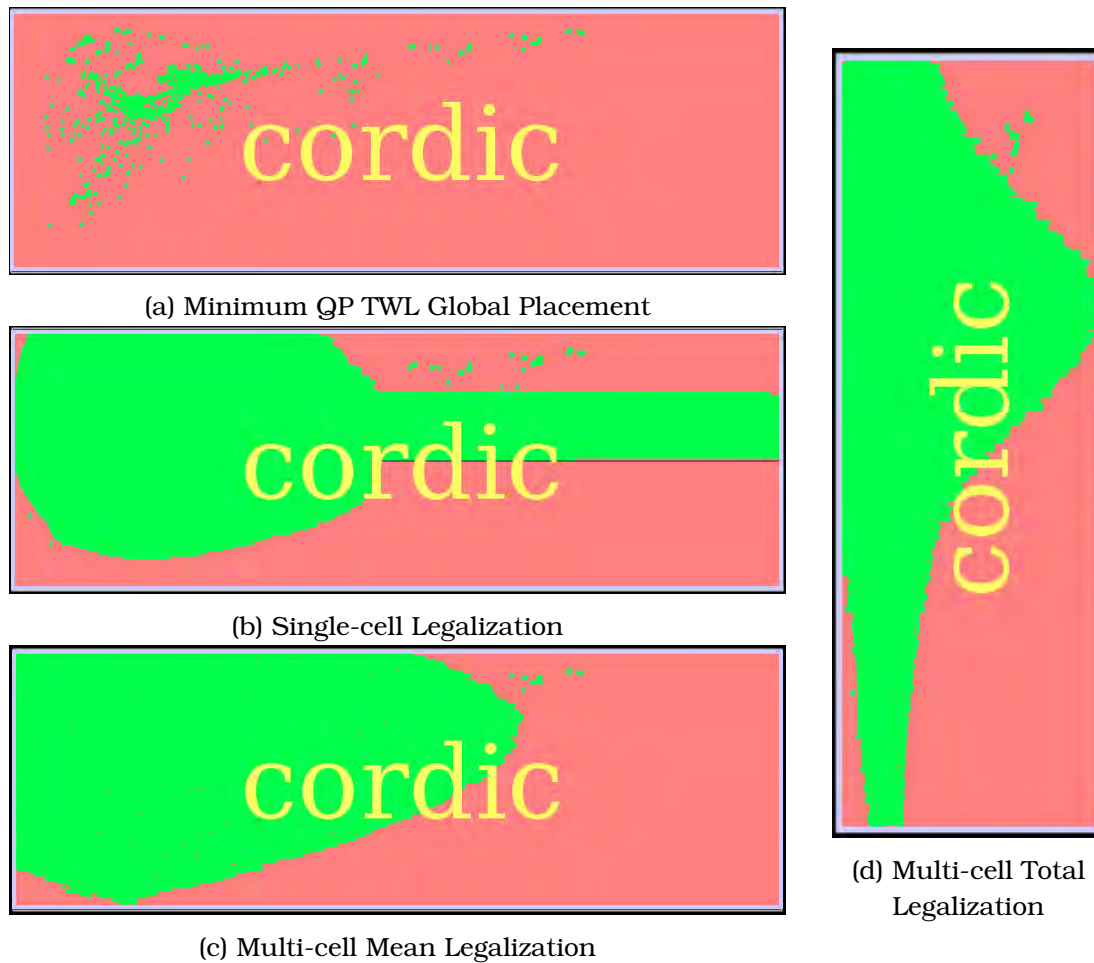 cordic
(a) Minimum QP TWL Global Placement
cordic
(b) Single-cell Legalization
cordic
(c) Multi-cell Mean Legalization
cordic
(d) Multi-cell Total
Legalization